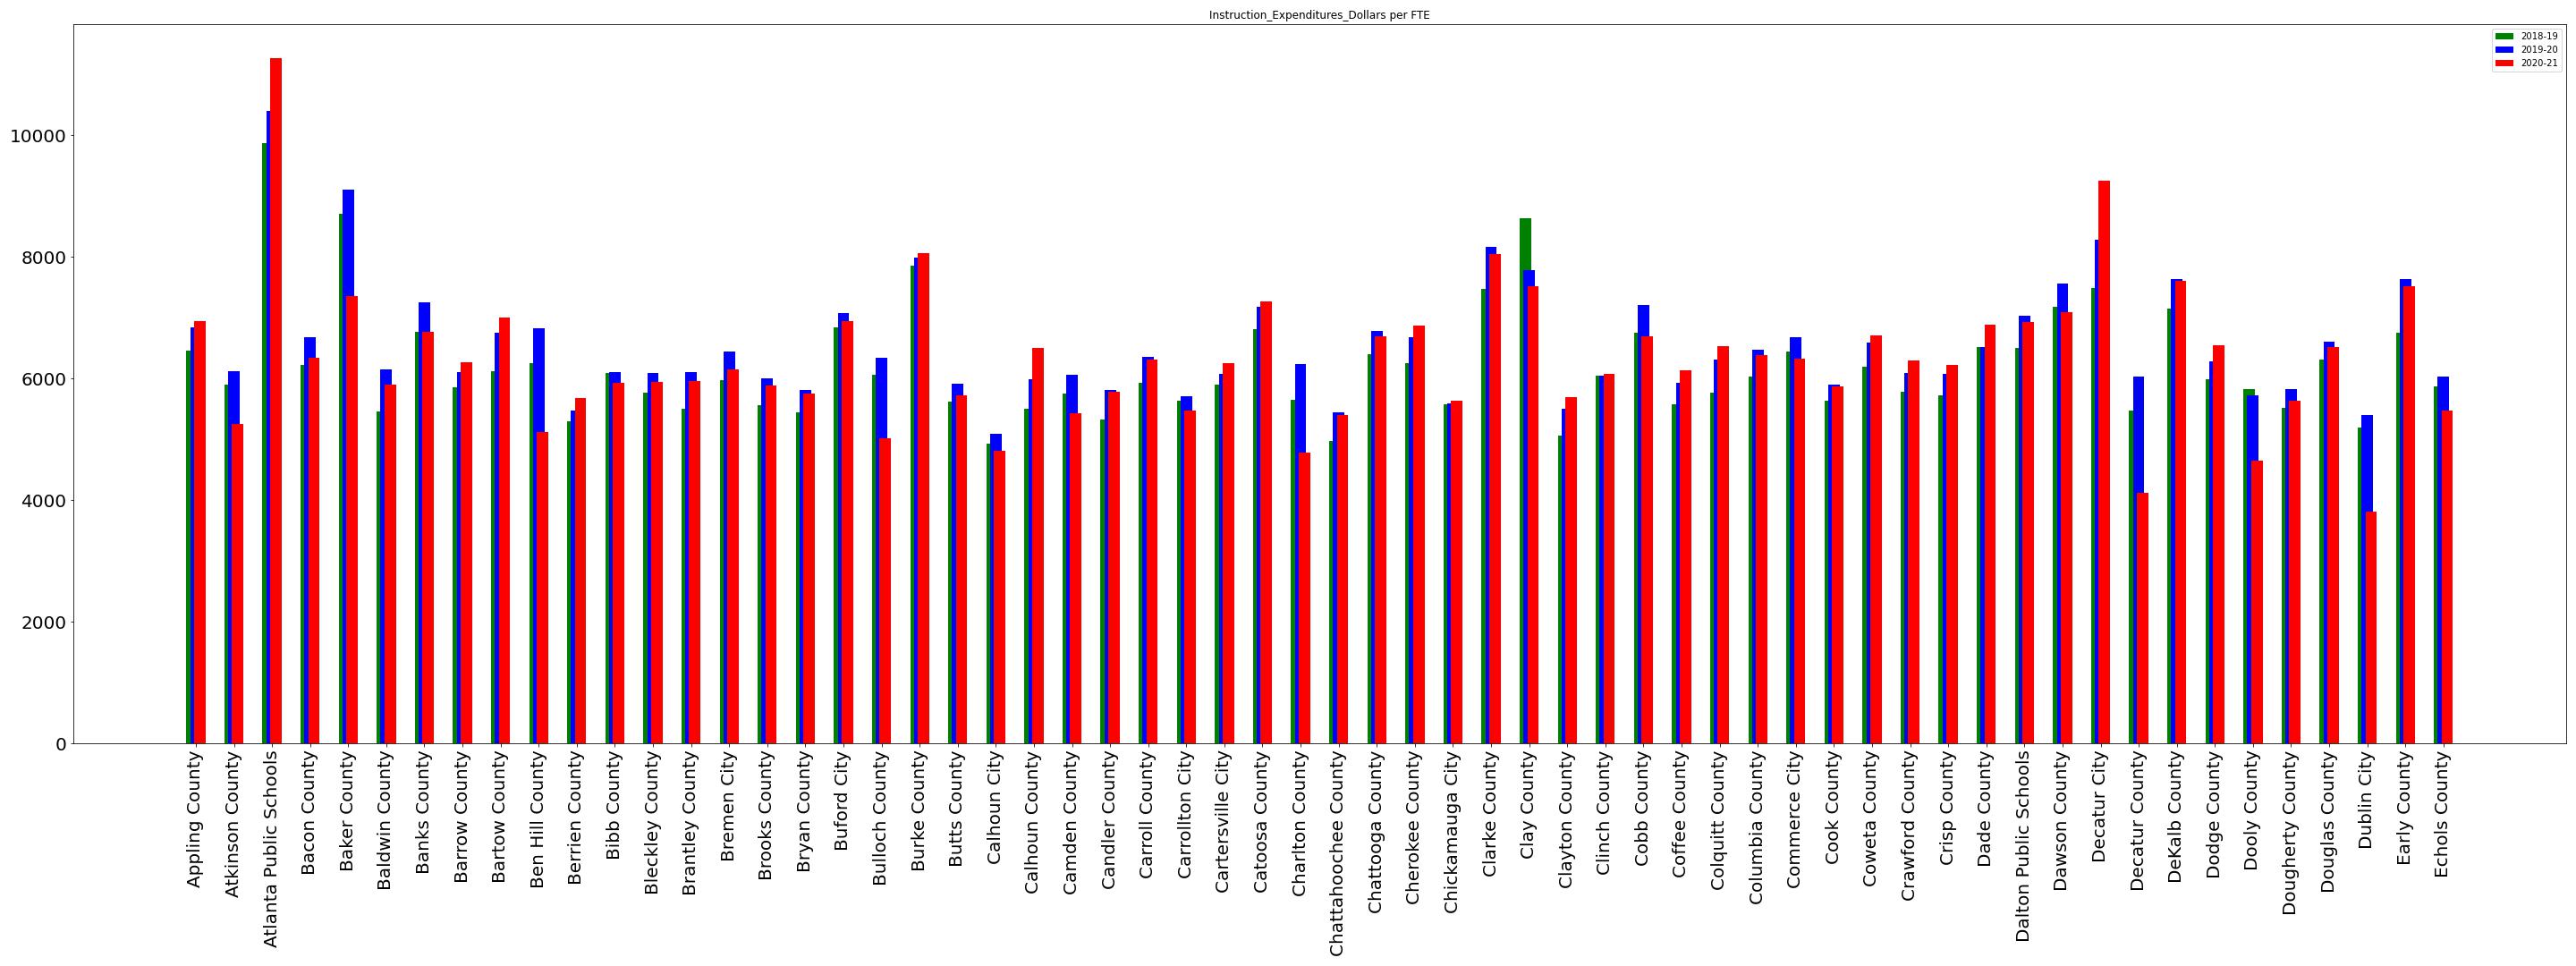 Instruction_Expenditures_Dollars per FTE
2018-19
2019-20
2020-21
10000
8000
6000
4000
2000
0
Appling County
Atkinson County
Atlanta Public Schools
Bacon County
Baker County
Baldwin County
Banks County
Barrow County
Bartow County
Ben Hill County
Berrien County
Bibb County
Bleckley County
Brantley County
Bremen City
Brooks County
Bryan County
Buford City
Bulloch County
Burke County
Butts County
Calhoun City
Calhoun County
Camden County
Candler County
Carroll County
Carrollton City
Cartersville City
Catoosa County
Charlton County
Chattahoochee County
Chattooga County
Cherokee County
Chickamauga City
Clarke County
Clay County
Clayton County
Clinch County
Cobb County
Coffee County
Colquitt County
Columbia County
Commerce City
Cook County
Coweta County
Crawford County
Crisp County
Dade County
Dalton Public Schools
Dawson County
Decatur City
Decatur County
DeKalb County
Dodge County
Dooly County
Dougherty County
Douglas County
Dublin City
Early County
Echols County